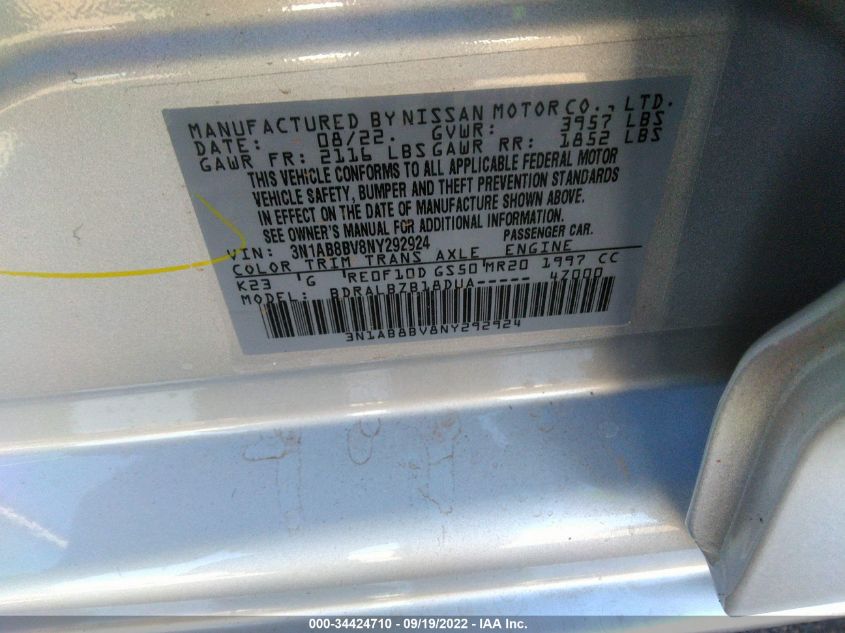 MANUFACTURED BY NISSAN MOTOR CO., LTD.
DATE: 08/22. GVWR: 3957 LBS
GAWR FR: 2116 LBS GAWR RR: 1852 LBS
THIS VEHICLE CONFORMS TO ALL APPLICABLE FEDERAL MOTOR
VEHICLE SAFETY, BUMPER AND THEFT PREVENTION STANDARDS
IN EFFECT ON THE DATE OF MANUFACTURE SHOWN ABOVE.
SEE OWNER'S MANUAL FOR ADDITIONAL INFORMATION.
VIN: 3N1AB8BV8NY292924 PASSENGER CAR.
COLOR TRIM TRANS AXLE ENGINE
K23 G RE0F10D GS50 MR20 1997 CC
MODEL: BDRALBZB18DUA----- 47000
3N1AB8BV8NY292924
000-34424710 - 09/19/2022 - IAA Inc.